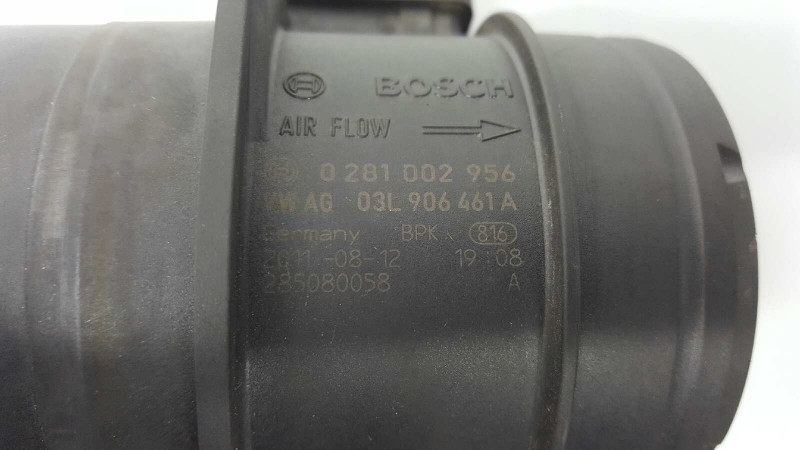 BOSCH
AIR FLOW
0 281 002 956
VW AG 03L 906 461 A
Germany BPK 816
2011-08-12 19:08
285080058 A